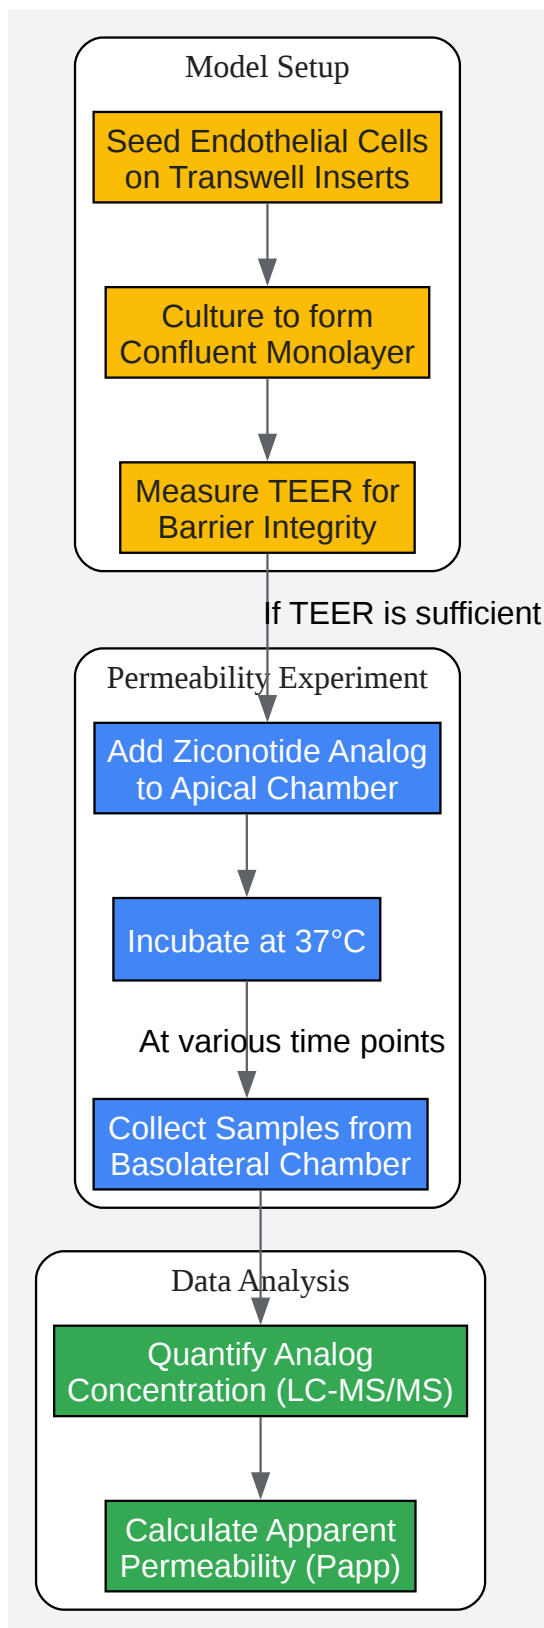 Model Setup
Seed Endothelial Cells
on Transwell Inserts
Culture to form
Confluent Monolayer
Measure TEER for
Barrier Integrity
If TEER is sufficient
Permeability Experiment
Add Ziconotide Analog
to Apical Chamber
Incubate at 37°C
At various time points
Collect Samples from
Basolateral Chamber
Data Analysis
Quantify Analog
Concentration (LC-MS/MS)
Calculate Apparent
Permeability (Papp)